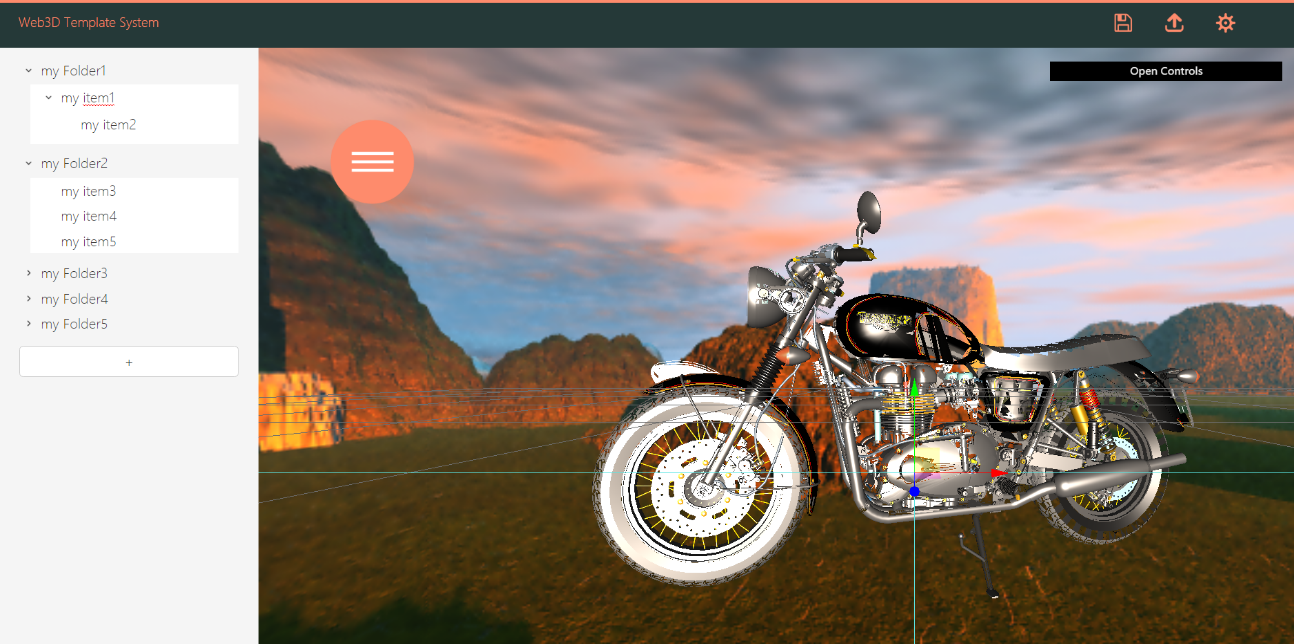 Web3D Template System
Open Controls
my Folder1
my item1
my item2
my Folder2
my item3
my item4
my item5
my Folder3
my Folder4
my Folder5
+